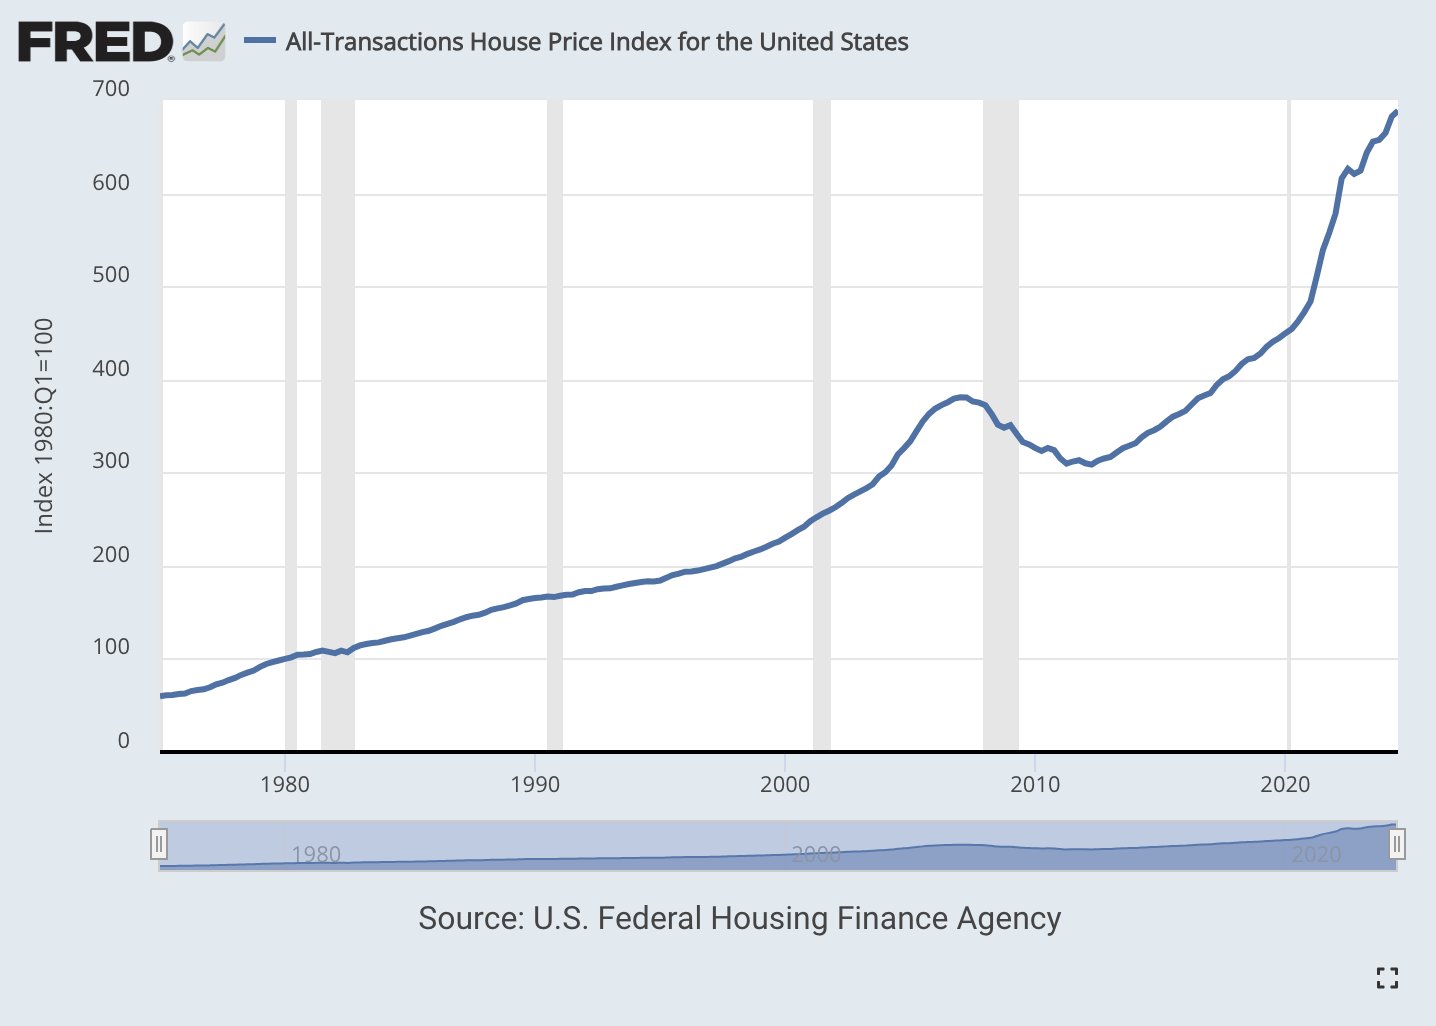 FRED® All-Transactions House Price Index for the United States
700
600
500
400
300
200
100
0
Index 1980:Q1=100
1980 1990 2000 2010 2020
1980 2000 2020
Source: U.S. Federal Housing Finance Agency